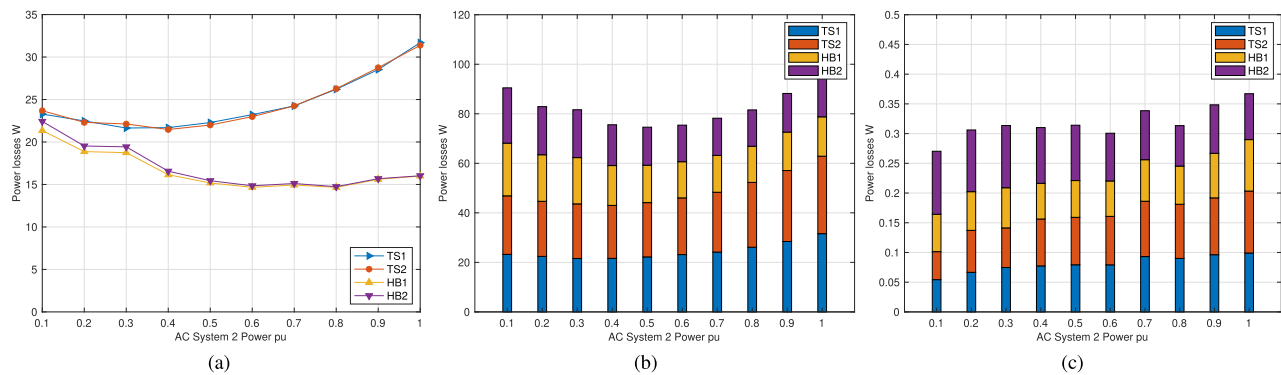 35
30
25
20
15
10
5
0
Power losses W
0.1 0.2 0.3 0.4 0.5 0.6 0.7 0.8 0.9 1
AC System 2 Power pu
TS1
TS2
HB1
HB2
(a)
120
100
80
60
40
20
0
Power losses W
0.1 0.2 0.3 0.4 0.5 0.6 0.7 0.8 0.9 1
AC System 2 Power pu
TS1
TS2
HB1
HB2
(b)
0.5
0.45
0.4
0.35
0.3
0.25
0.2
0.15
0.1
0.05
0
Power losses W
0.1 0.2 0.3 0.4 0.5 0.6 0.7 0.8 0.9 1
AC System 2 Power pu
TS1
TS2
HB1
HB2
(c)